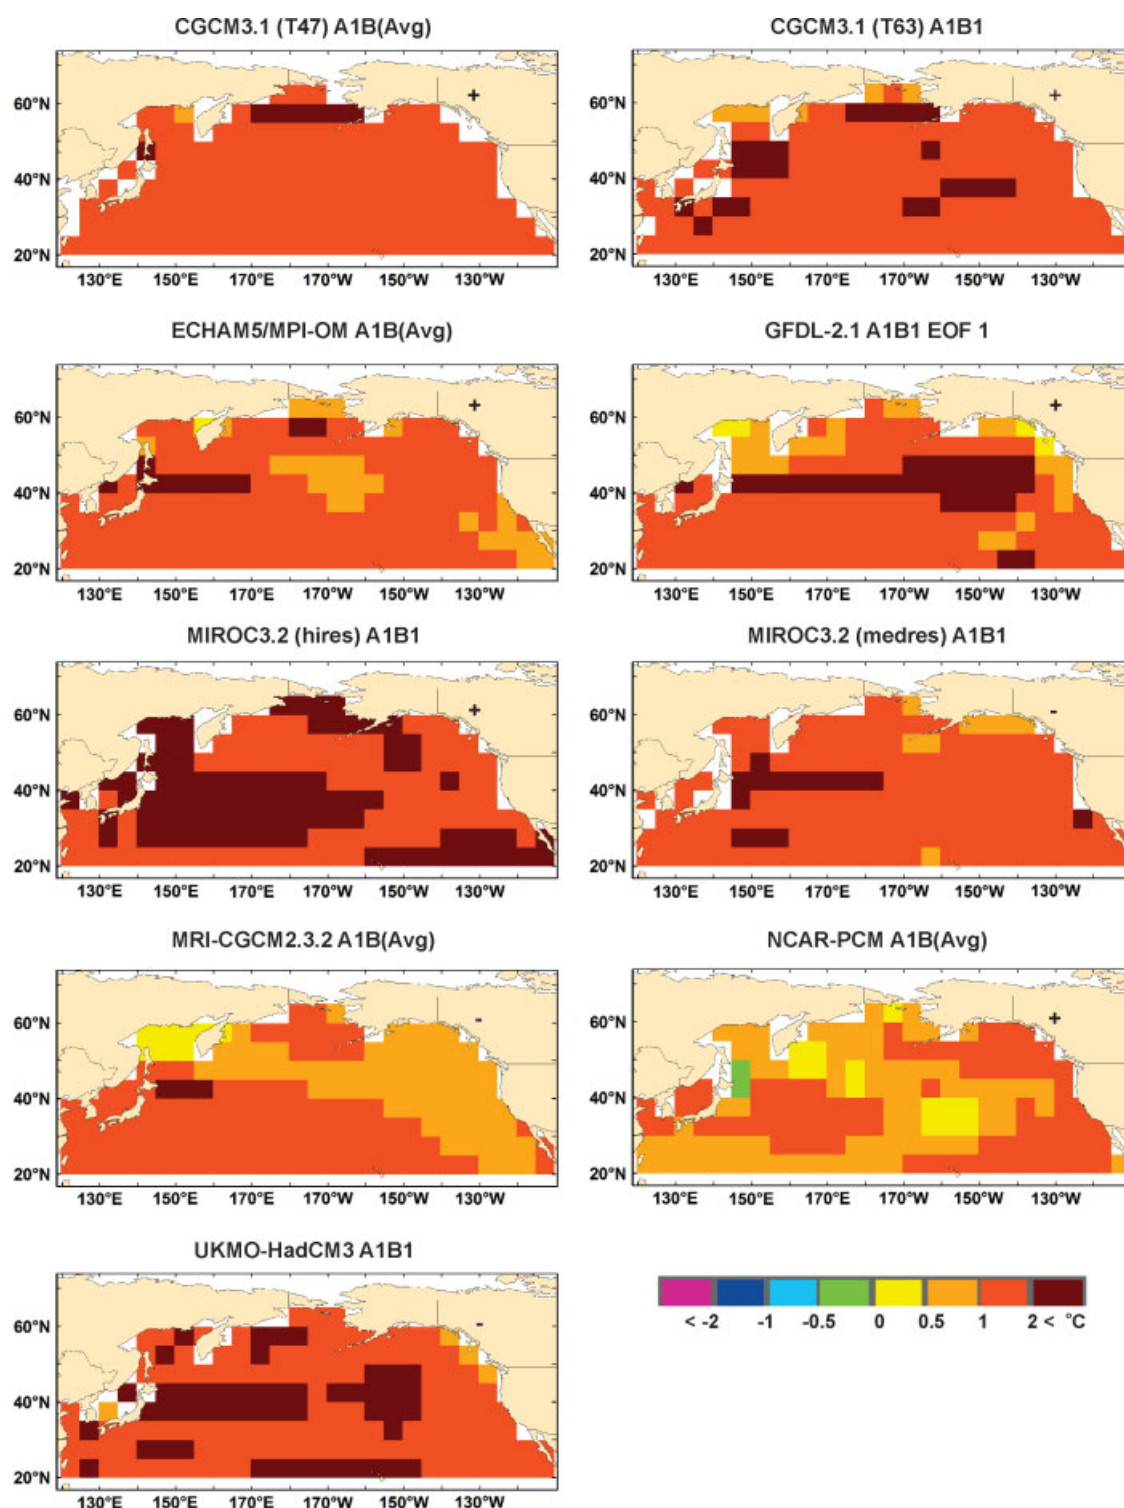 CGCM3.1 (T47) A1B(Avg)
+
60°N
40°N
20°N
130°E 150°E 170°E 170°W 150°W 130°W
CGCM3.1 (T63) A1B1
+
60°N
40°N
20°N
130°E 150°E 170°E 170°W 150°W 130°W
ECHAM5/MPI-OM A1B(Avg)
+
60°N
40°N
20°N
130°E 150°E 170°E 170°W 150°W 130°W
GFDL-2.1 A1B1 EOF 1
+
60°N
40°N
20°N
130°E 150°E 170°E 170°W 150°W 130°W
MIROC3.2 (hires) A1B1
+
60°N
40°N
20°N
130°E 150°E 170°E 170°W 150°W 130°W
MIROC3.2 (medres) A1B1
-
60°N
40°N
20°N
130°E 150°E 170°E 170°W 150°W 130°W
MRI-CGCM2.3.2 A1B(Avg)
-
60°N
40°N
20°N
130°E 150°E 170°E 170°W 150°W 130°W
NCAR-PCM A1B(Avg)
+
60°N
40°N
20°N
130°E 150°E 170°E 170°W 150°W 130°W
UKMO-HadCM3 A1B1
-
60°N
40°N
20°N
130°E 150°E 170°E 170°W 150°W 130°W
< -2 -1 -0.5 0 0.5 1 2 < °C